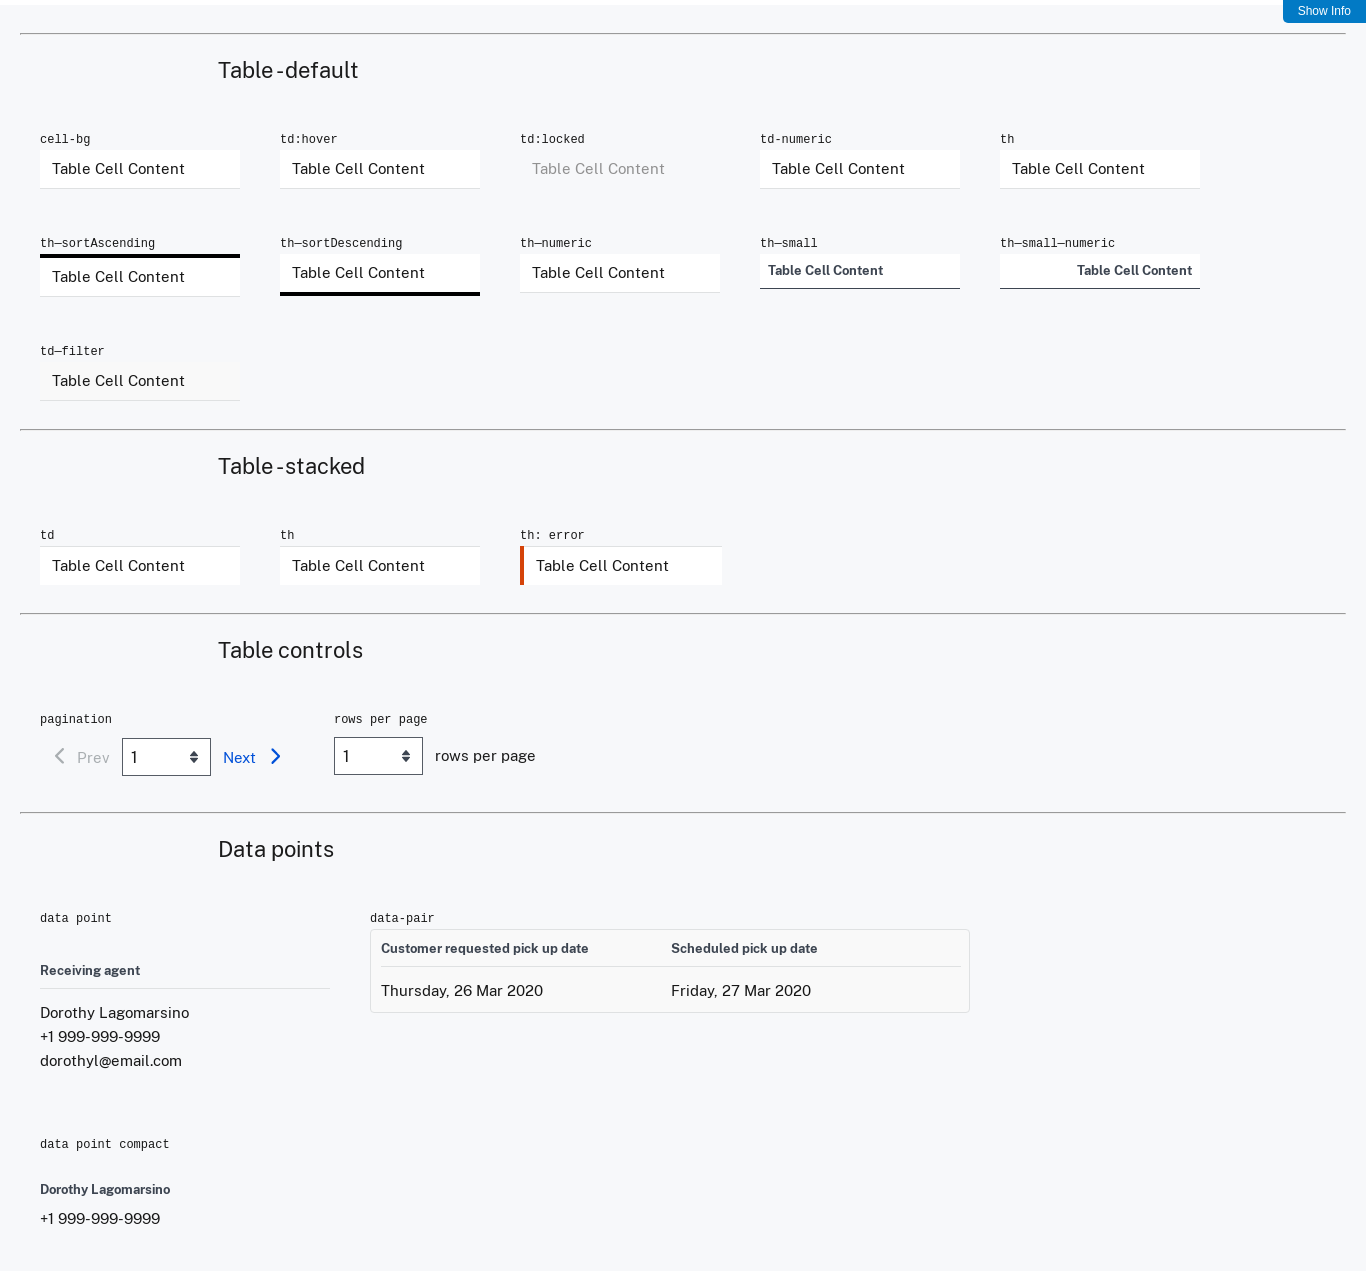 Show Info
Table - default
cell-bg
Table Cell Content
td:hover
Table Cell Content
td:locked
Table Cell Content
td-numeric
Table Cell Content
th
Table Cell Content
th—sortAscending
Table Cell Content
th—sortDescending
Table Cell Content
th—numeric
Table Cell Content
th—small
Table Cell Content
th—small—numeric
Table Cell Content
td—filter
Table Cell Content
Table - stacked
td
Table Cell Content
th
Table Cell Content
th: error
Table Cell Content
Table controls
pagination
Prev 1 Next
rows per page
1 rows per page
Data points
data point
Receiving agent
Dorothy Lagomarsino
+1 999-999-9999
dorothyl@email.com
data-pair
Customer requested pick up date Scheduled pick up date
Thursday, 26 Mar 2020 Friday, 27 Mar 2020
data point compact
Dorothy Lagomarsino
+1 999-999-9999